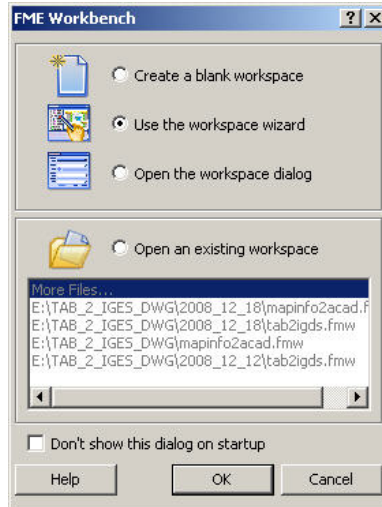 FME Workbench
Create a blank workspace
Use the workspace wizard
Open the workspace dialog
Open an existing workspace
More Files...
E:\TAB_2_IGES_DWG\2008_12_18\mapinfo2acad.f
E:\TAB_2_IGES_DWG\2008_12_18\tab2igds.fmw
E:\TAB_2_IGES_DWG\mapinfo2acad.fmw
E:\TAB_2_IGES_DWG\2008_12_12\tab2igds.fmw
Don't show this dialog on startup
Help OK Cancel